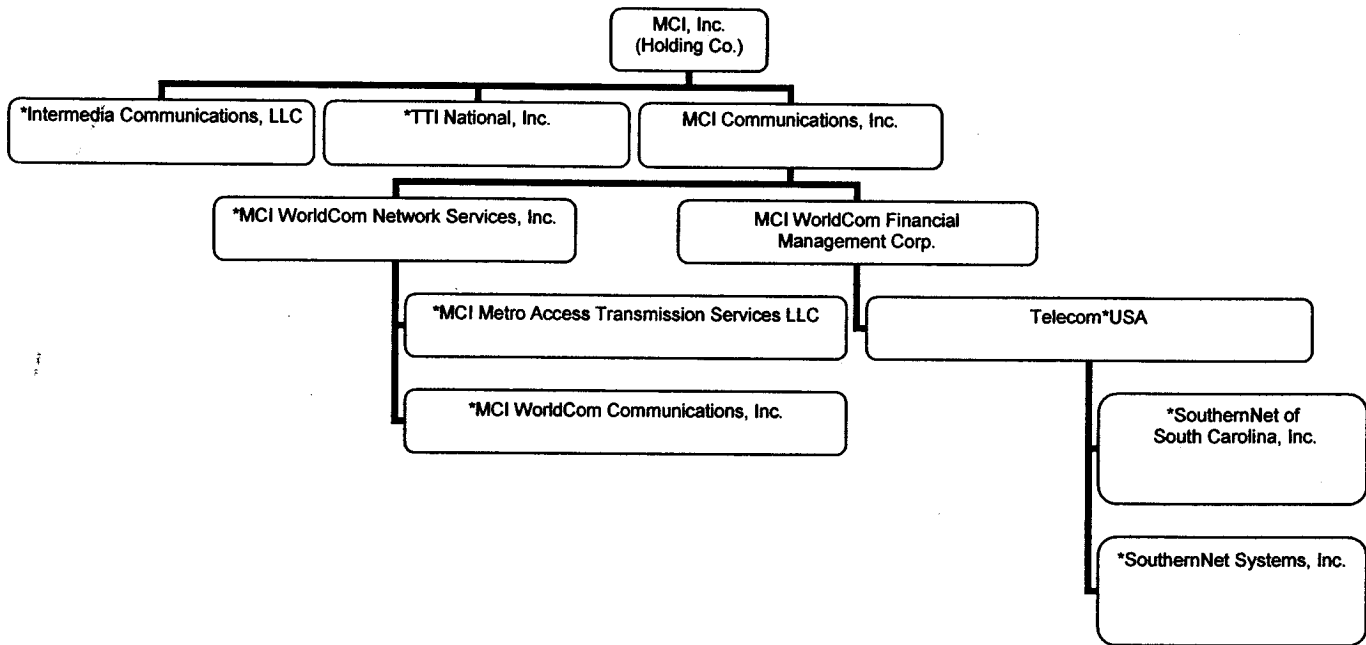 MCI, Inc.
(Holding Co.)
*Intermedia Communications, LLC
*TTI National, Inc.
MCI Communications, Inc.
*MCI WorldCom Network Services, Inc.
MCI WorldCom Financial
Management Corp.
*MCI Metro Access Transmission Services LLC
Telecom*USA
*MCI WorldCom Communications, Inc.
*SouthernNet of
South Carolina, Inc.
*SouthernNet Systems, Inc.